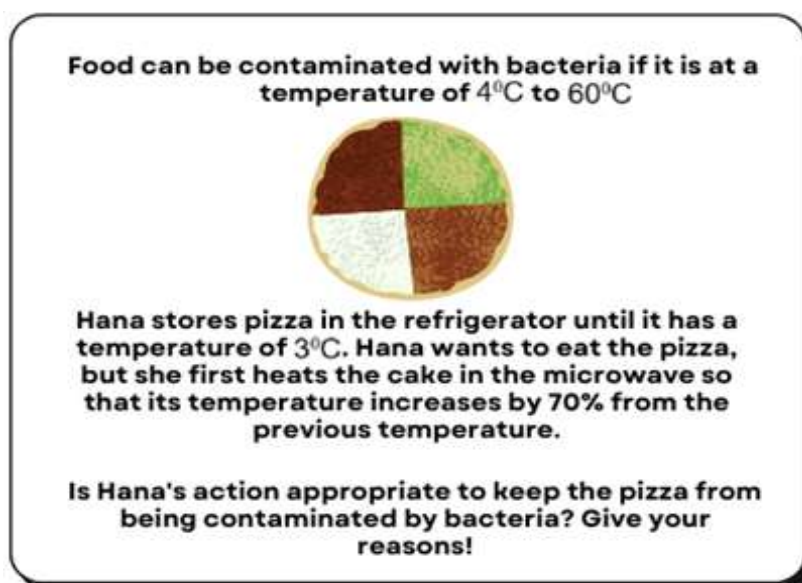 Food can be contaminated with bacteria if it is at a
temperature of 4⁰C to 60⁰C
Hana stores pizza in the refrigerator until it has a
temperature of 3⁰C. Hana wants to eat the pizza,
but she first heats the cake in the microwave so
that its temperature increases by 70% from the
previous temperature.
Is Hana's action appropriate to keep the pizza from
being contaminated by bacteria? Give your
reasons!